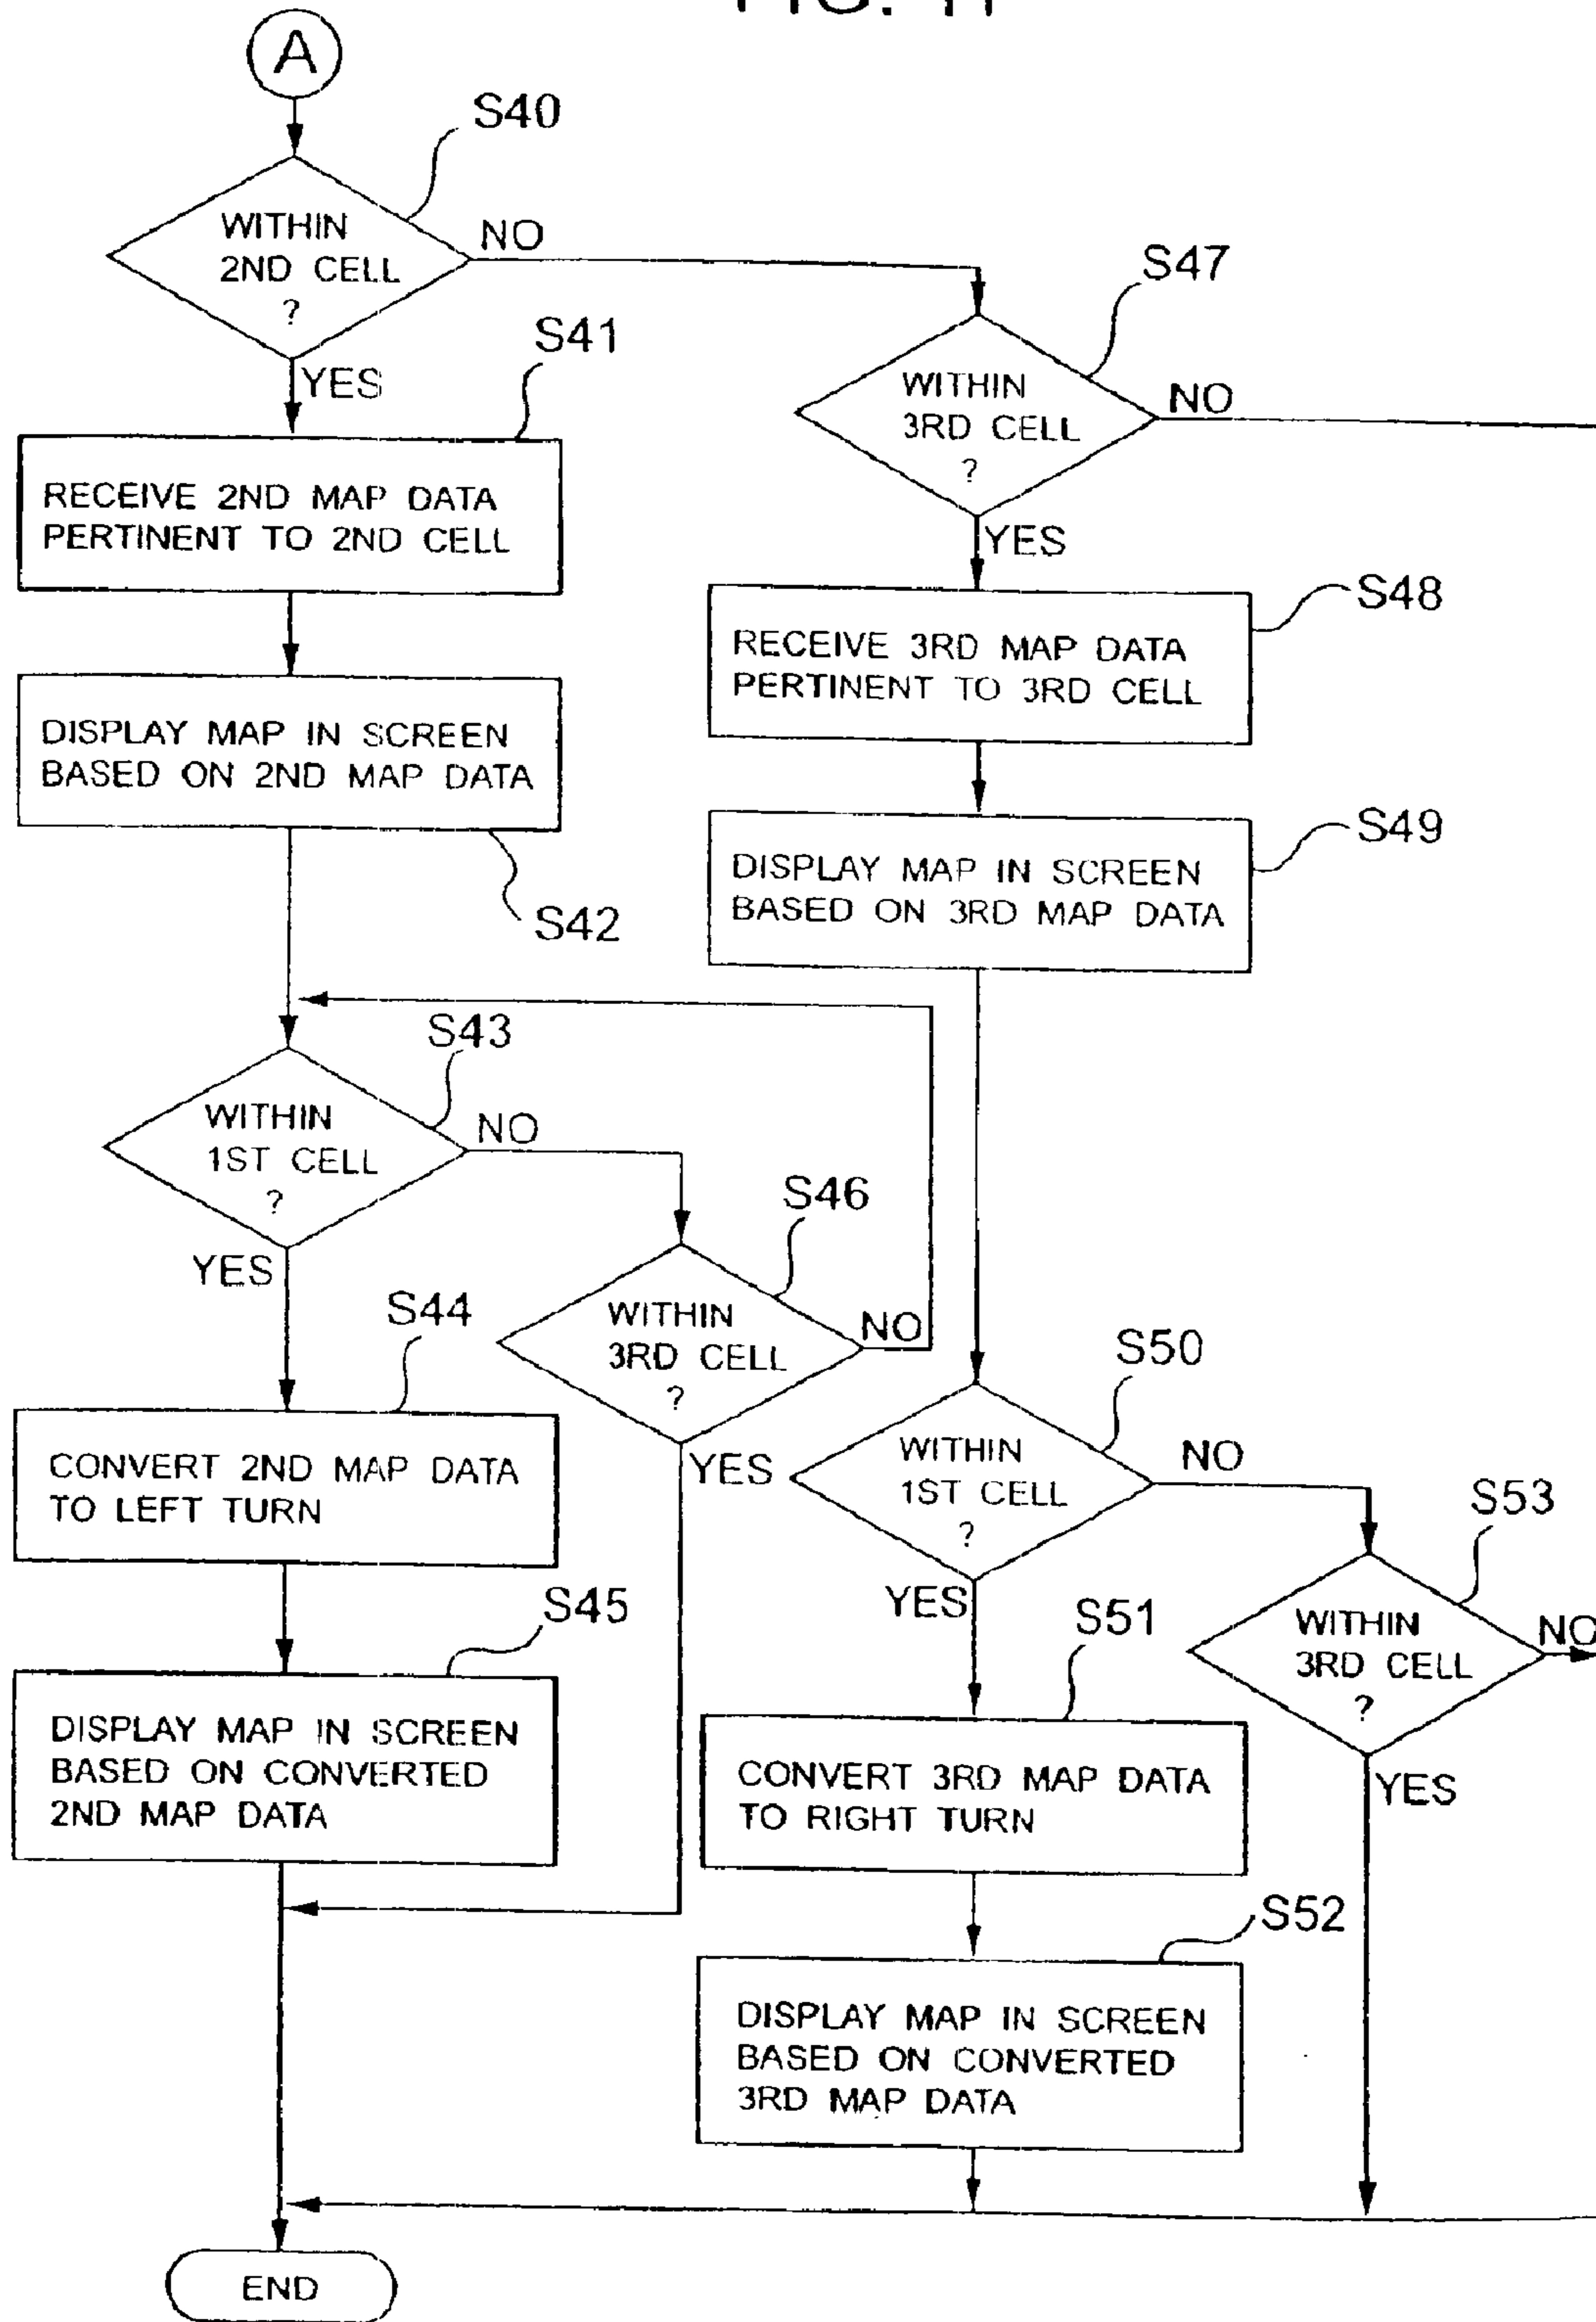 A
S40
WITHIN
2ND CELL
?
NO
YES
S41
RECEIVE 2ND MAP DATA
PERTINENT TO 2ND CELL
DISPLAY MAP IN SCREEN
BASED ON 2ND MAP DATA
S42
S43
WITHIN
1ST CELL
?
NO
YES
S44
CONVERT 2ND MAP DATA
TO LEFT TURN
S45
DISPLAY MAP IN SCREEN
BASED ON CONVERTED
2ND MAP DATA
S46
WITHIN
3RD CELL
?
NO
YES
S47
WITHIN
3RD CELL
?
NO
YES
S48
RECEIVE 3RD MAP DATA
PERTINENT TO 3RD CELL
S49
DISPLAY MAP IN SCREEN
BASED ON 3RD MAP DATA
S50
WITHIN
1ST CELL
?
NO
YES
S51
CONVERT 3RD MAP DATA
TO RIGHT TURN
S52
DISPLAY MAP IN SCREEN
BASED ON CONVERTED
3RD MAP DATA
S53
WITHIN
3RD CELL
?
NO
YES
END